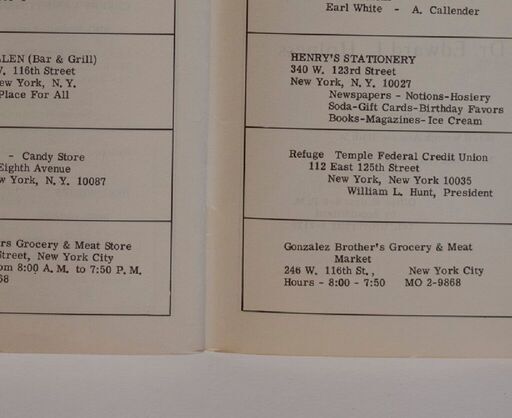 LLEN (Bar & Grill)
W. 116th Street
New York, N. Y.
Place For All
- Candy Store
Eighth Avenue
w York, N. Y. 10087
rs Grocery & Meat Store
Street, New York City
om 8:00 A. M. to 7:50 P. M.
68
Earl White - A. Callender
HENRY'S STATIONERY
340 W. 123rd Street
New York, N. Y. 10027
Newspapers - Notions-Hosiery
Soda-Gift Cards-Birthday Favors
Books-Magazines-Ice Cream
Refuge Temple Federal Credit Union
112 East 125th Street
New York, New York 10035
William L. Hunt, President
Gonzalez Brother's Grocery & Meat
Market
246 W. 116th St., New York City
Hours - 8:00 - 7:50 MO 2-9868